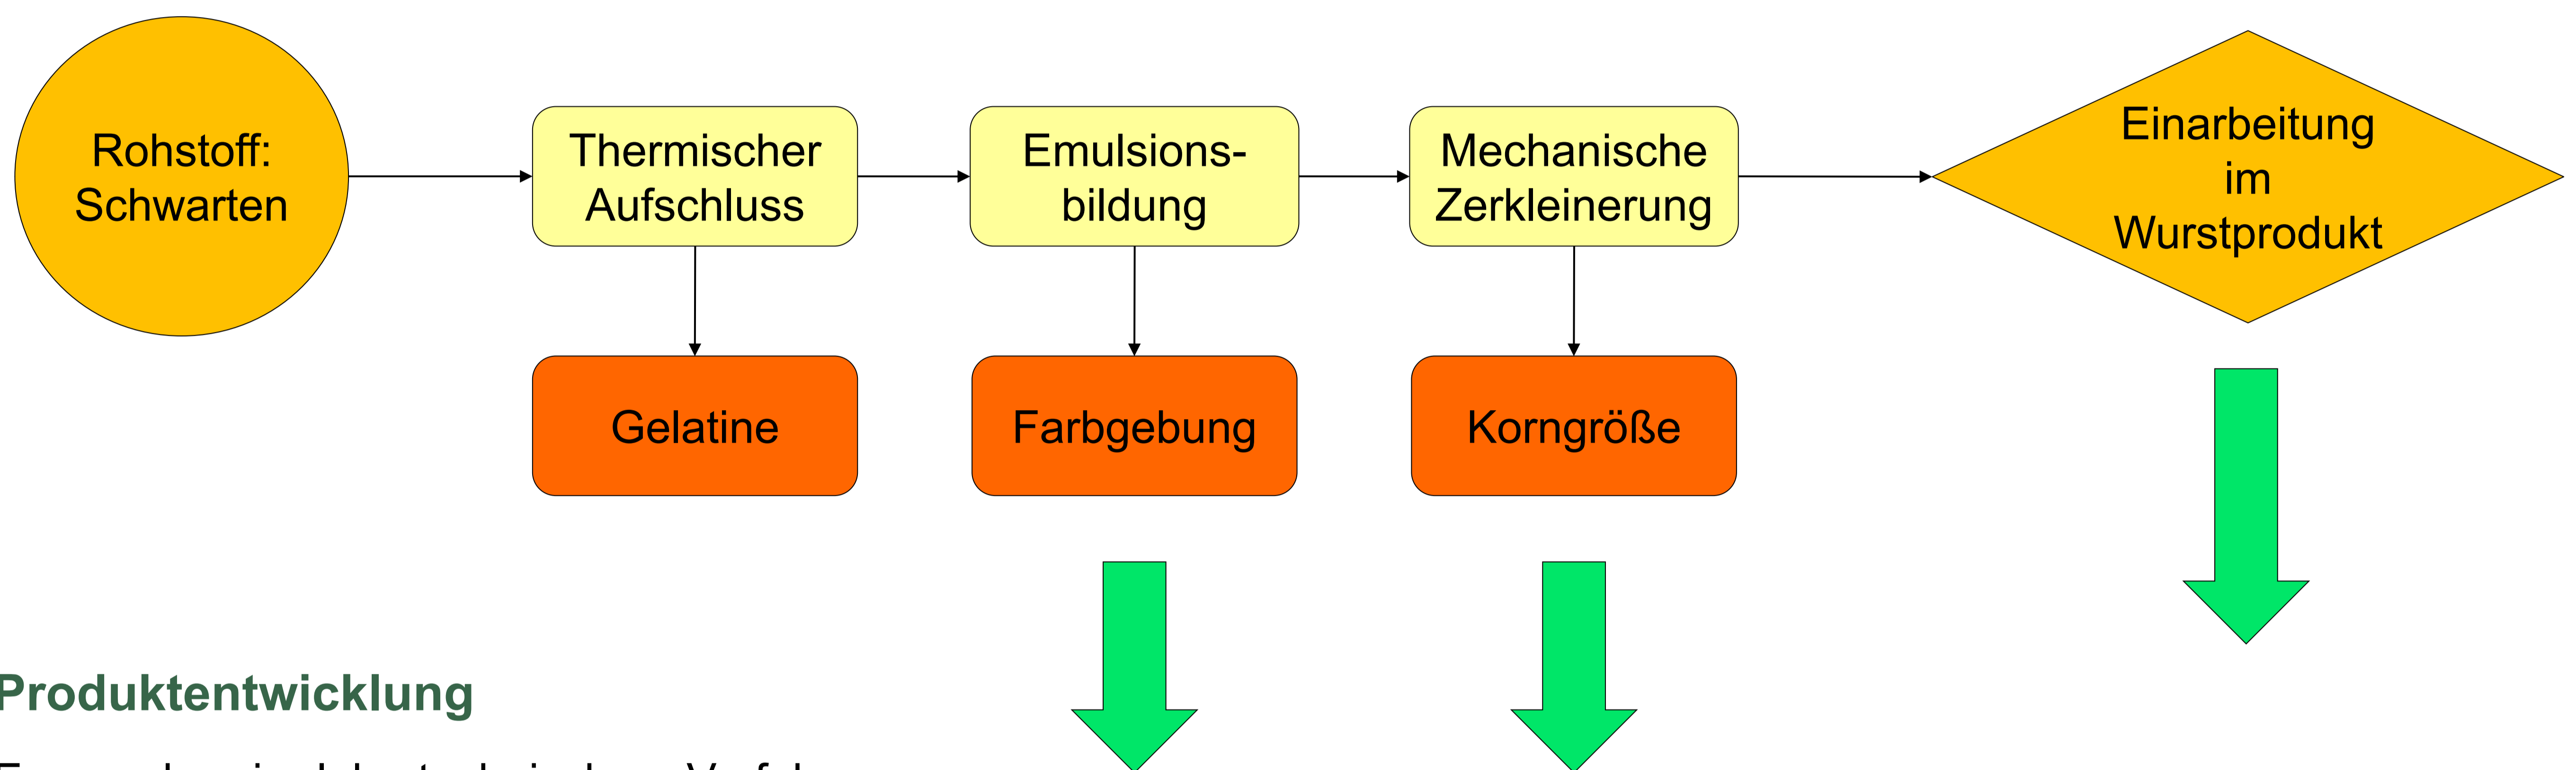 Rohstoff:
Schwarten
Thermischer
Aufschluss
Emulsions-
bildung
Mechanische
Zerkleinerung
Einarbeitung
im
Wurstprodukt
Gelatine
Farbgebung
Korngröße
Produktentwicklung